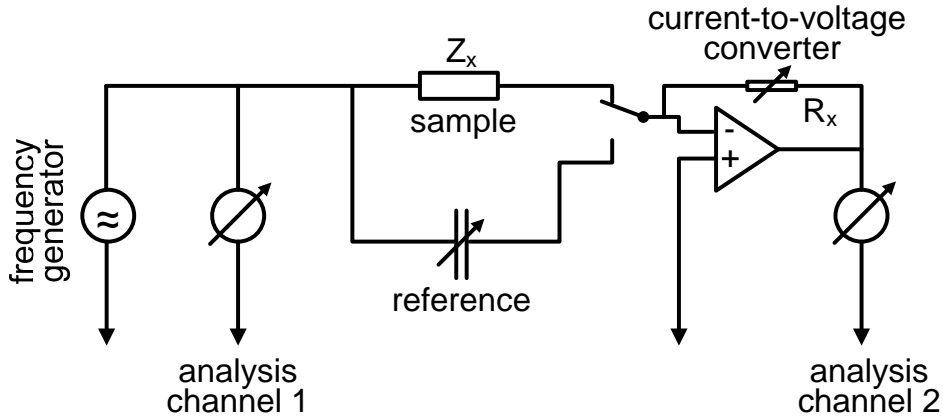 current-to-voltage
converter
Zx
sample
Rx
-
+
frequency
generator
≈
reference
analysis
channel 1
analysis
channel 2